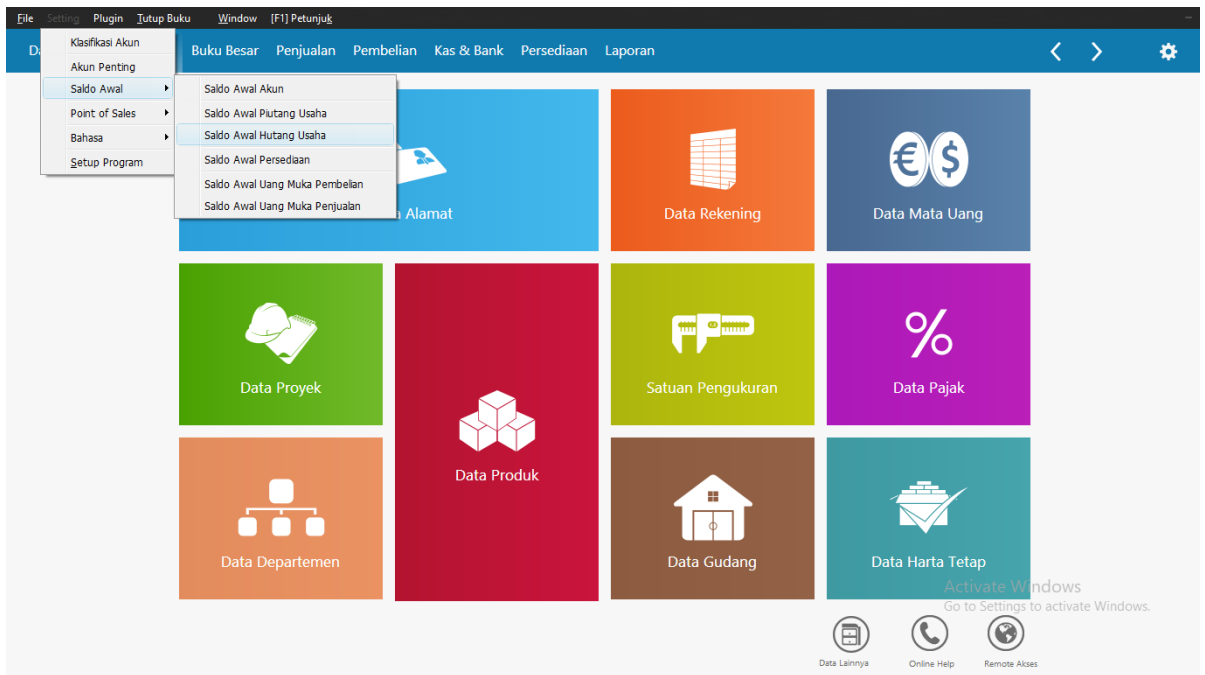 File Setting Plugin Tutup Buku Window [F1] Petunjuk
Buku Besar Penjualan Pembelian Kas & Bank Persediaan Laporan
Klasifikasi Akun
Akun Penting
Saldo Awal
Point of Sales
Bahasa
Setup Program
Saldo Awal Akun
Saldo Awal Piutang Usaha
Saldo Awal Hutang Usaha
Saldo Awal Persediaan
Saldo Awal Uang Muka Pembelian
Saldo Awal Uang Muka Penjualan
Alamat
Data Rekening
Data Mata Uang
Data Proyek
Data Produk
Satuan Pengukuran
Data Pajak
Data Departemen
Data Gudang
Data Harta Tetap
Activate Windows
Go to Settings to activate Windows.
Data Lainnya
Online Help
Remote Akses